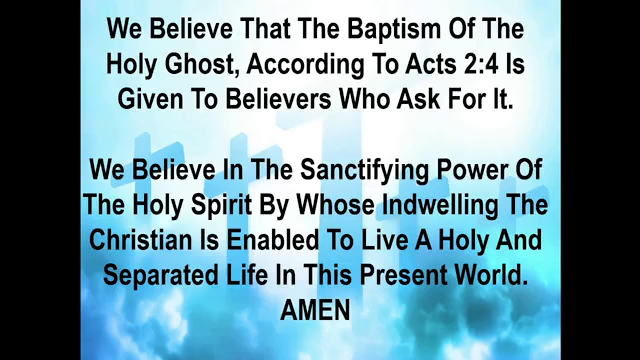 We Believe That The Baptism Of The
Holy Ghost, According To Acts 2:4 Is
Given To Believers Who Ask For It.
We Believe In The Sanctifying Power Of
The Holy Spirit By Whose Indwelling The
Christian Is Enabled To Live A Holy And
Separated Life In This Present World.
AMEN